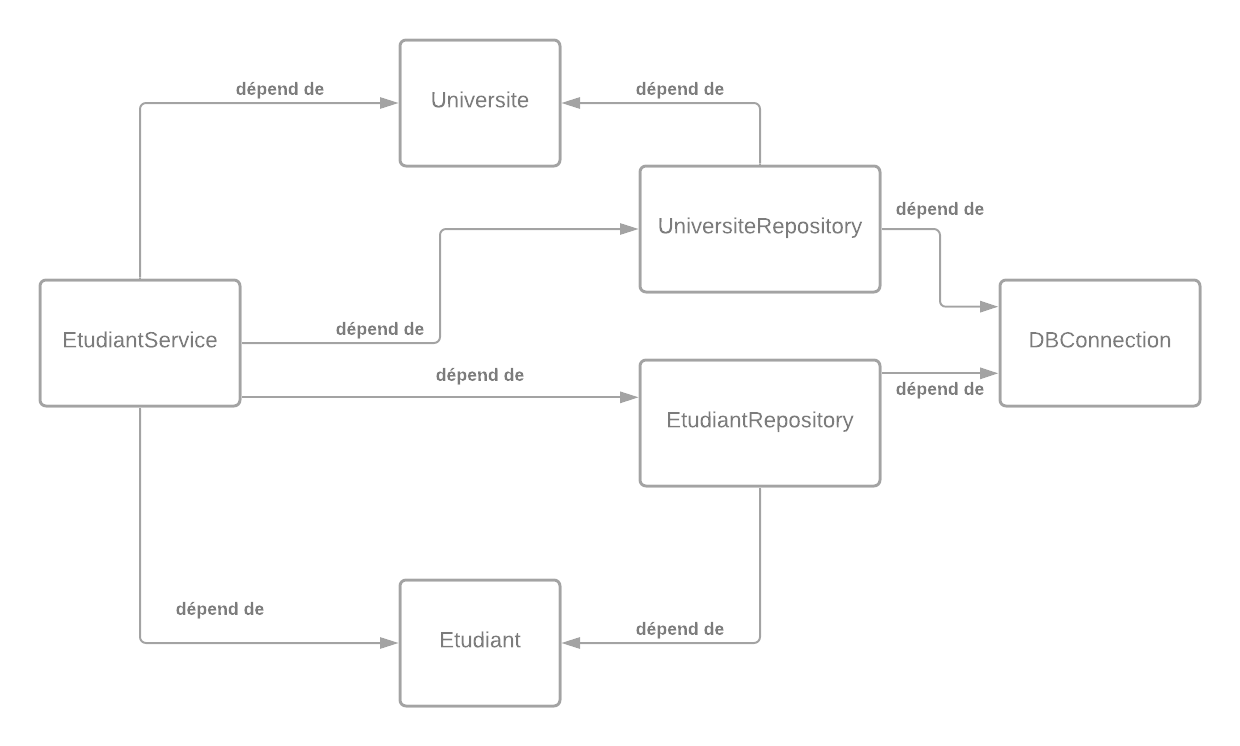 dépend de
Universite
dépend de
UniversiteRepository
dépend de
EtudiantService
dépend de
DBConnection
dépend de
EtudiantRepository
dépend de
dépend de
Etudiant
dépend de